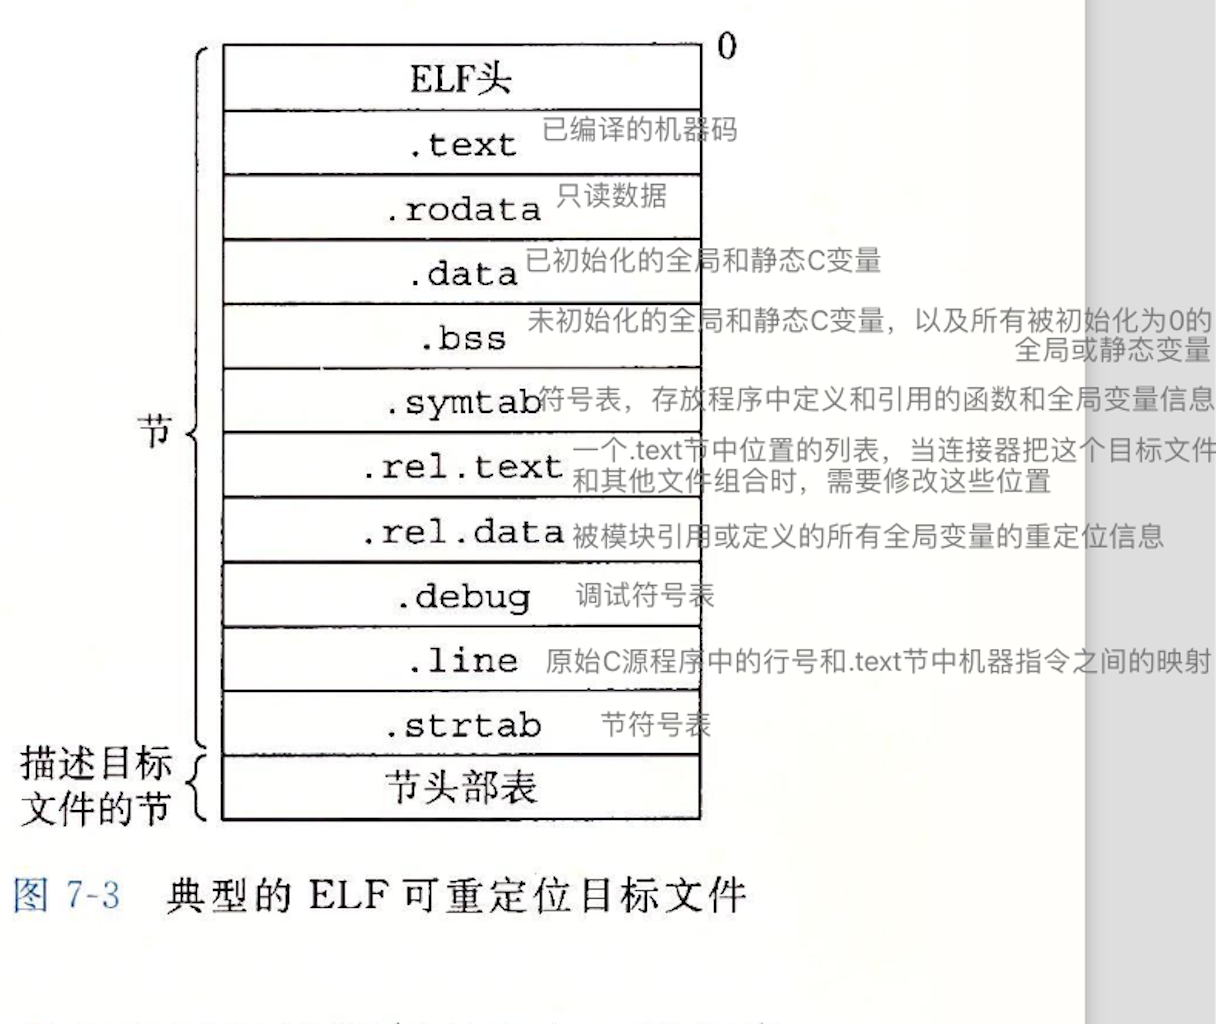 0
ELF头
.text 已编译的机器码
.rodata 只读数据
.data 已初始化的全局和静态C变量
.bss 未初始化的全局和静态C变量，以及所有被初始化为0的
全局或静态变量
.symtab 符号表，存放程序中定义和引用的函数和全局变量信息
节
.rel.text 一个.text节中位置的列表，当连接器把这个目标文件
和其他文件组合时，需要修改这些位置
.rel.data 被模块引用或定义的所有全局变量的重定位信息
.debug 调试符号表
.line 原始C源程序中的行号和.text节中机器指令之间的映射
.strtab 节符号表
描述目标
文件的节
节头部表
图 7-3 典型的 ELF 可重定位目标文件